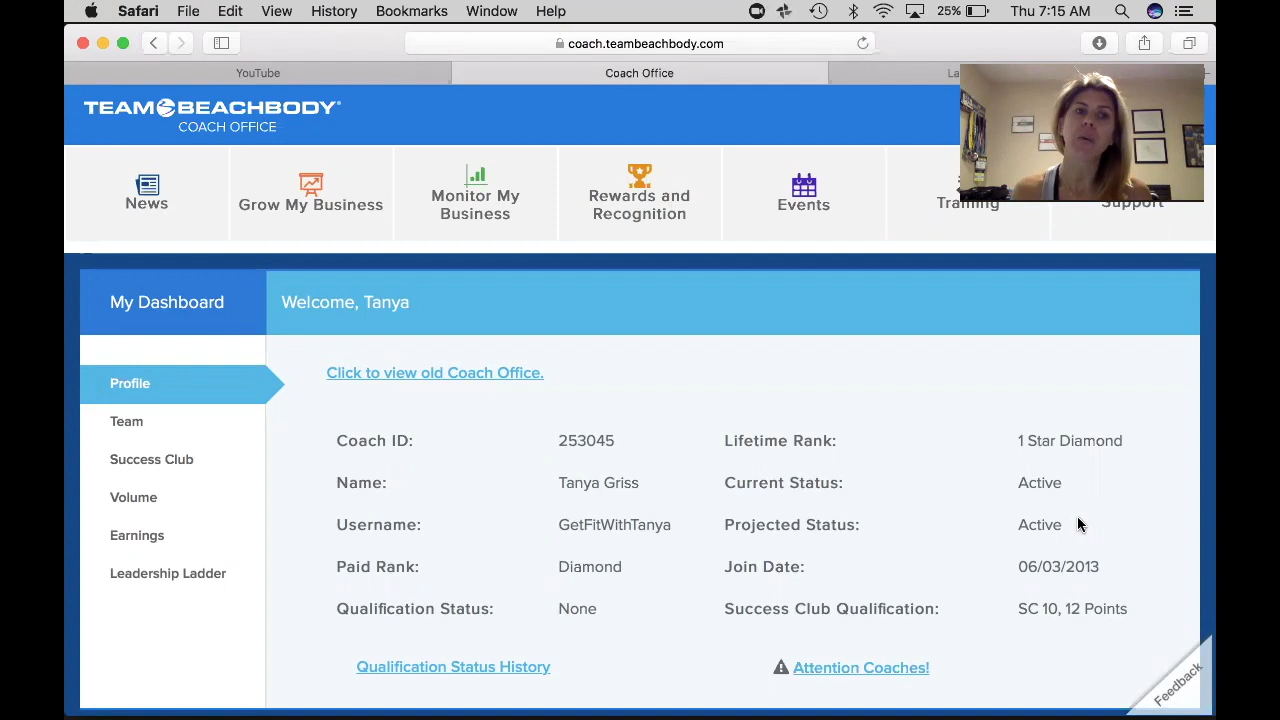 Safari File Edit View History Bookmarks Window Help 25% Thu 7:15 AM
coach.teambeachbody.com
YouTube Coach Office La
TEAM BEACHBODY®
COACH OFFICE
News
Grow My Business
Monitor My
Business
Rewards and
Recognition
Events
Training
Support
My Dashboard
Welcome, Tanya
Profile
Team
Success Club
Volume
Earnings
Leadership Ladder
Click to view old Coach Office.
Coach ID: 253045 Lifetime Rank: 1 Star Diamond
Name: Tanya Griss Current Status: Active
Username: GetFitWithTanya Projected Status: Active
Paid Rank: Diamond Join Date: 06/03/2013
Qualification Status: None Success Club Qualification: SC 10, 12 Points
Qualification Status History Attention Coaches!
Feedback